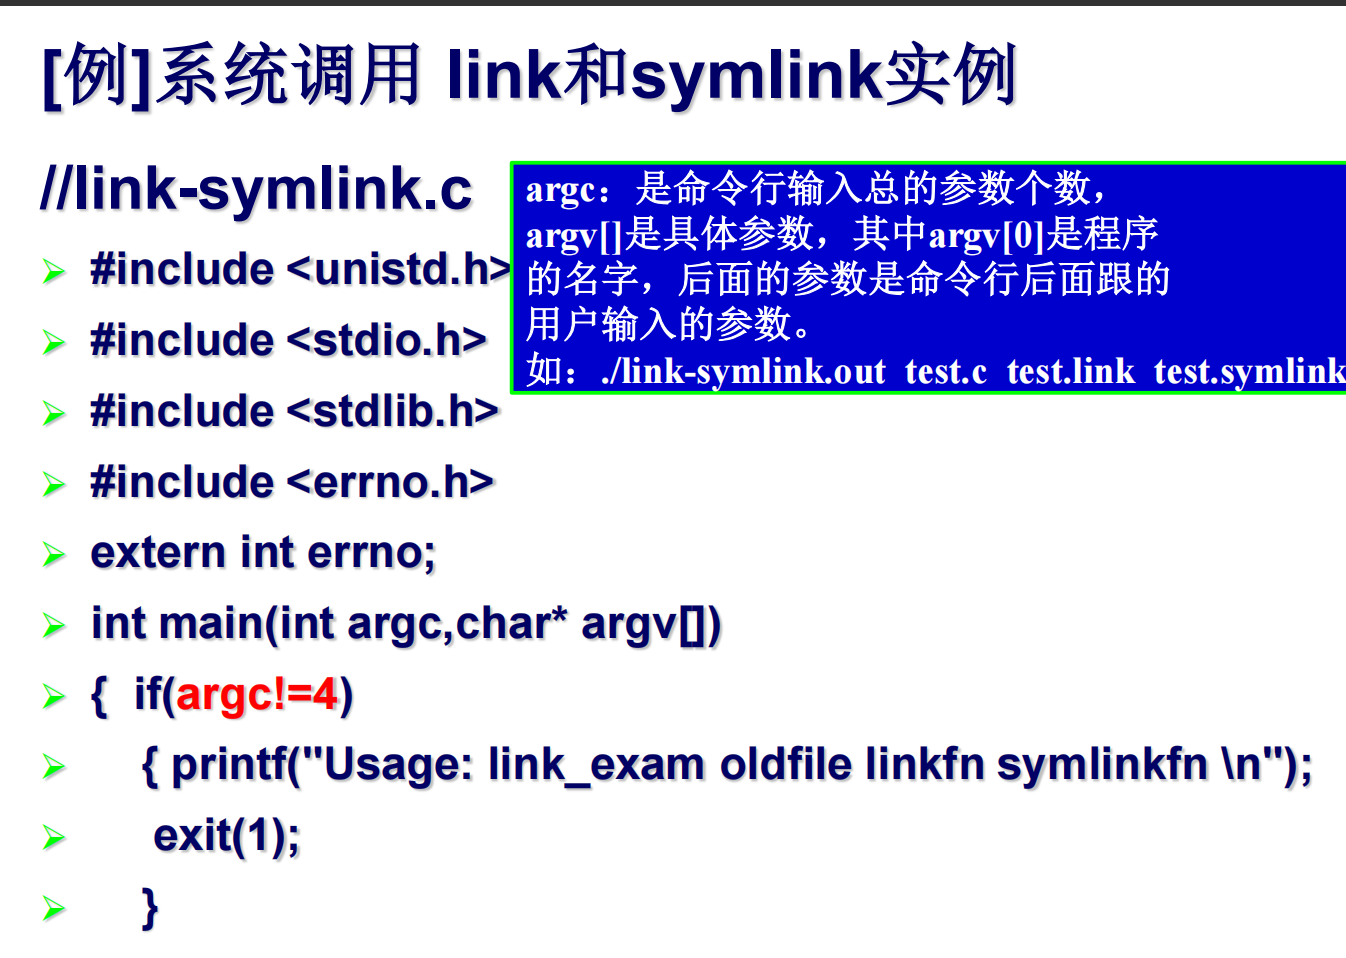 [例]系统调用 link和symlink实例
//link-symlink.c
argc：是命令行输入总的参数个数，
argv[]是具体参数，其中argv[0]是程序
的名字，后面的参数是命令行后面跟的
用户输入的参数。
如：./link-symlink.out test.c test.link test.symlink
#include <unistd.h>
#include <stdio.h>
#include <stdlib.h>
#include <errno.h>
extern int errno;
int main(int argc,char* argv[])
{ if(argc!=4)
{ printf("Usage: link_exam oldfile linkfn symlinkfn \n");
exit(1);
}